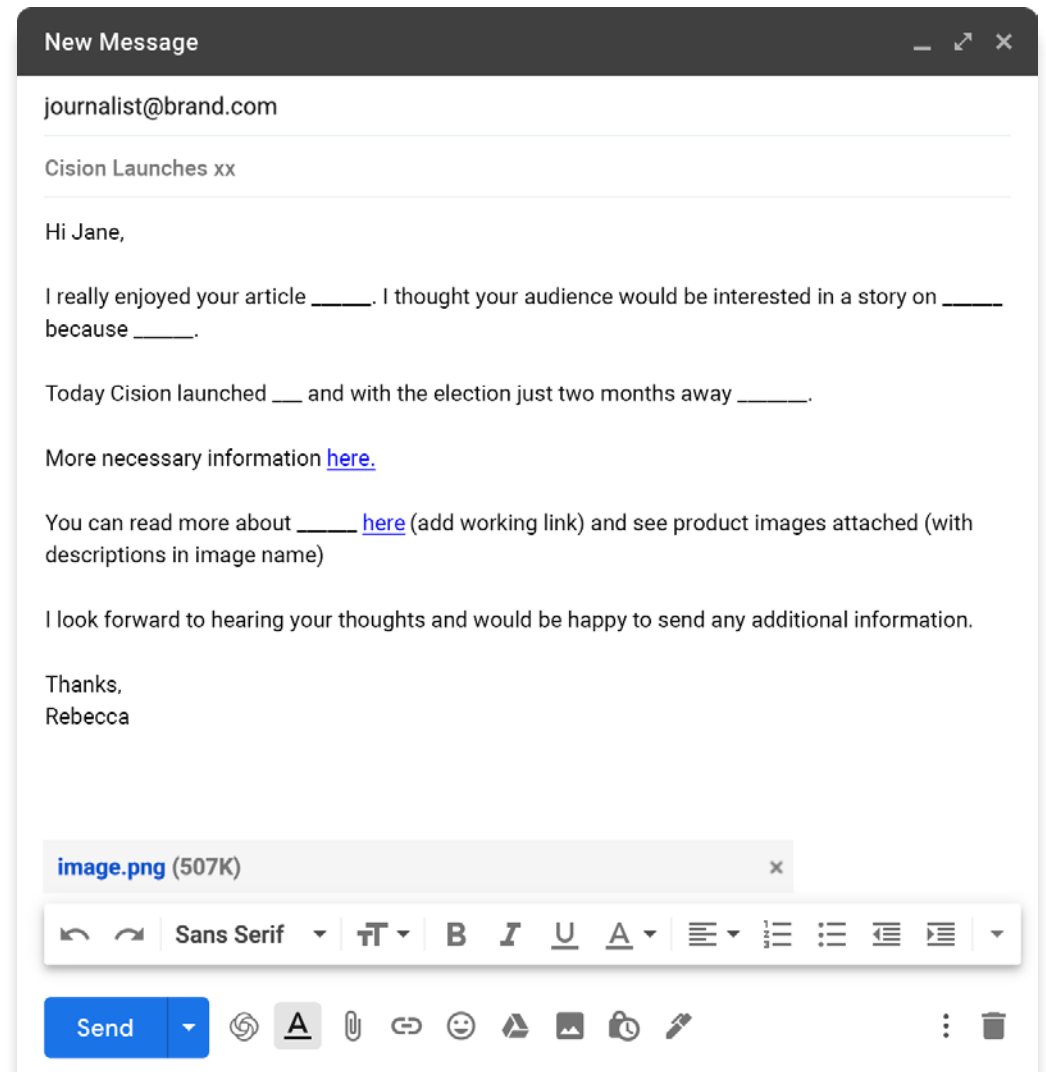 New Message
journalist@brand.com
Cision Launches xx
Hi Jane,
I really enjoyed your article ______. I thought your audience would be interested in a story on ______
because ______.
Today Cision launched ___ and with the election just two months away _______.
More necessary information here.
You can read more about ______ here (add working link) and see product images attached (with
descriptions in image name)
I look forward to hearing your thoughts and would be happy to send any additional information.
Thanks,
Rebecca
image.png (507K)
Sans Serif
Send